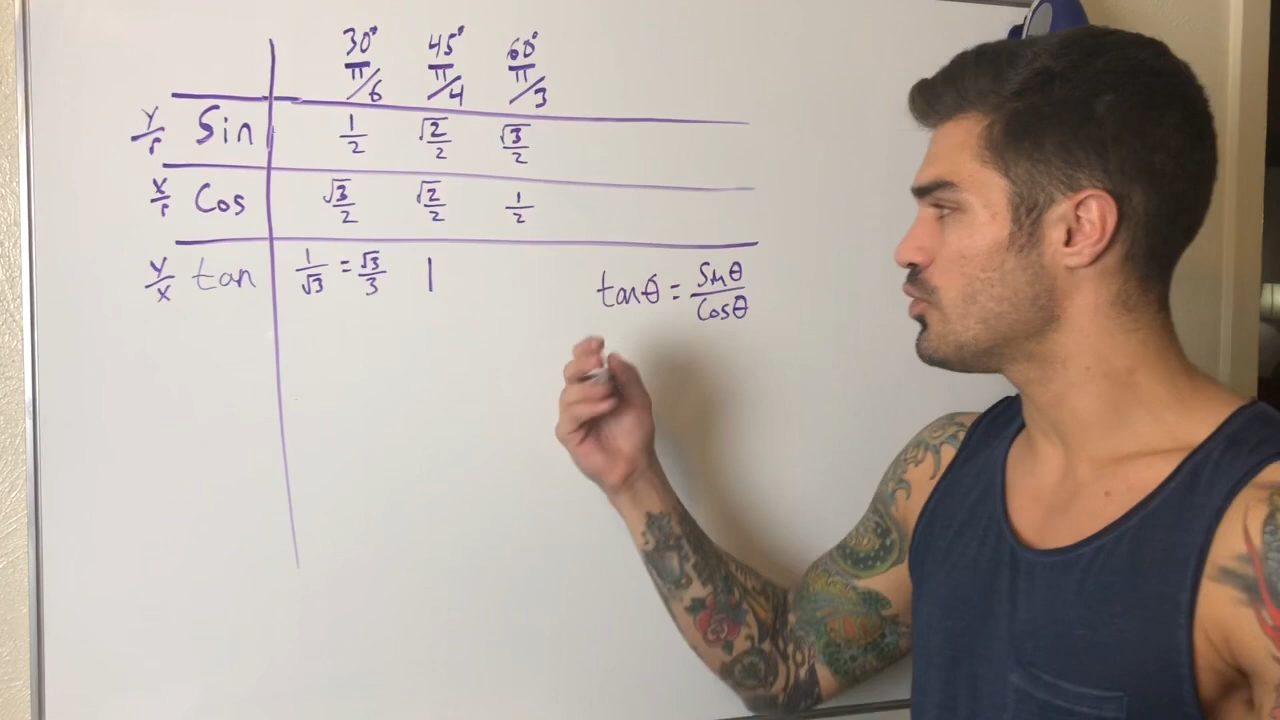 30° 45° 60°
π/6 π/4 π/3
y/r Sin 1/2 √2/2 √3/2
x/r Cos √3/2 √2/2 1/2
y/x tan 1/√3 = √3/3 1 tanθ = Sinθ/Cosθ